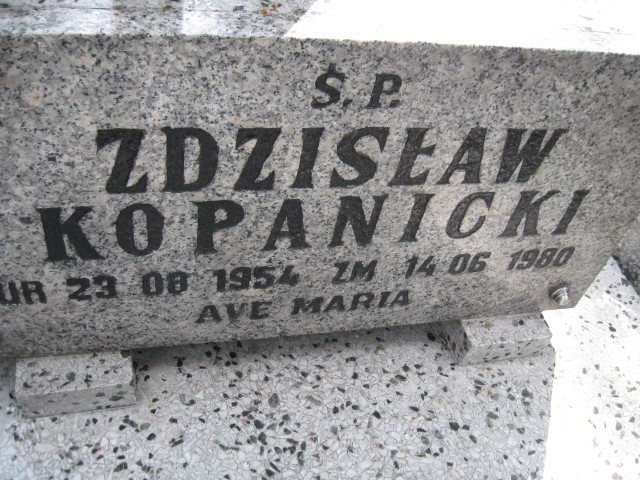 Ś.P.
ZDZISŁAW
KOPANICKI
UR 23 08 1954 ZM 14 06 1980
AVE MARIA